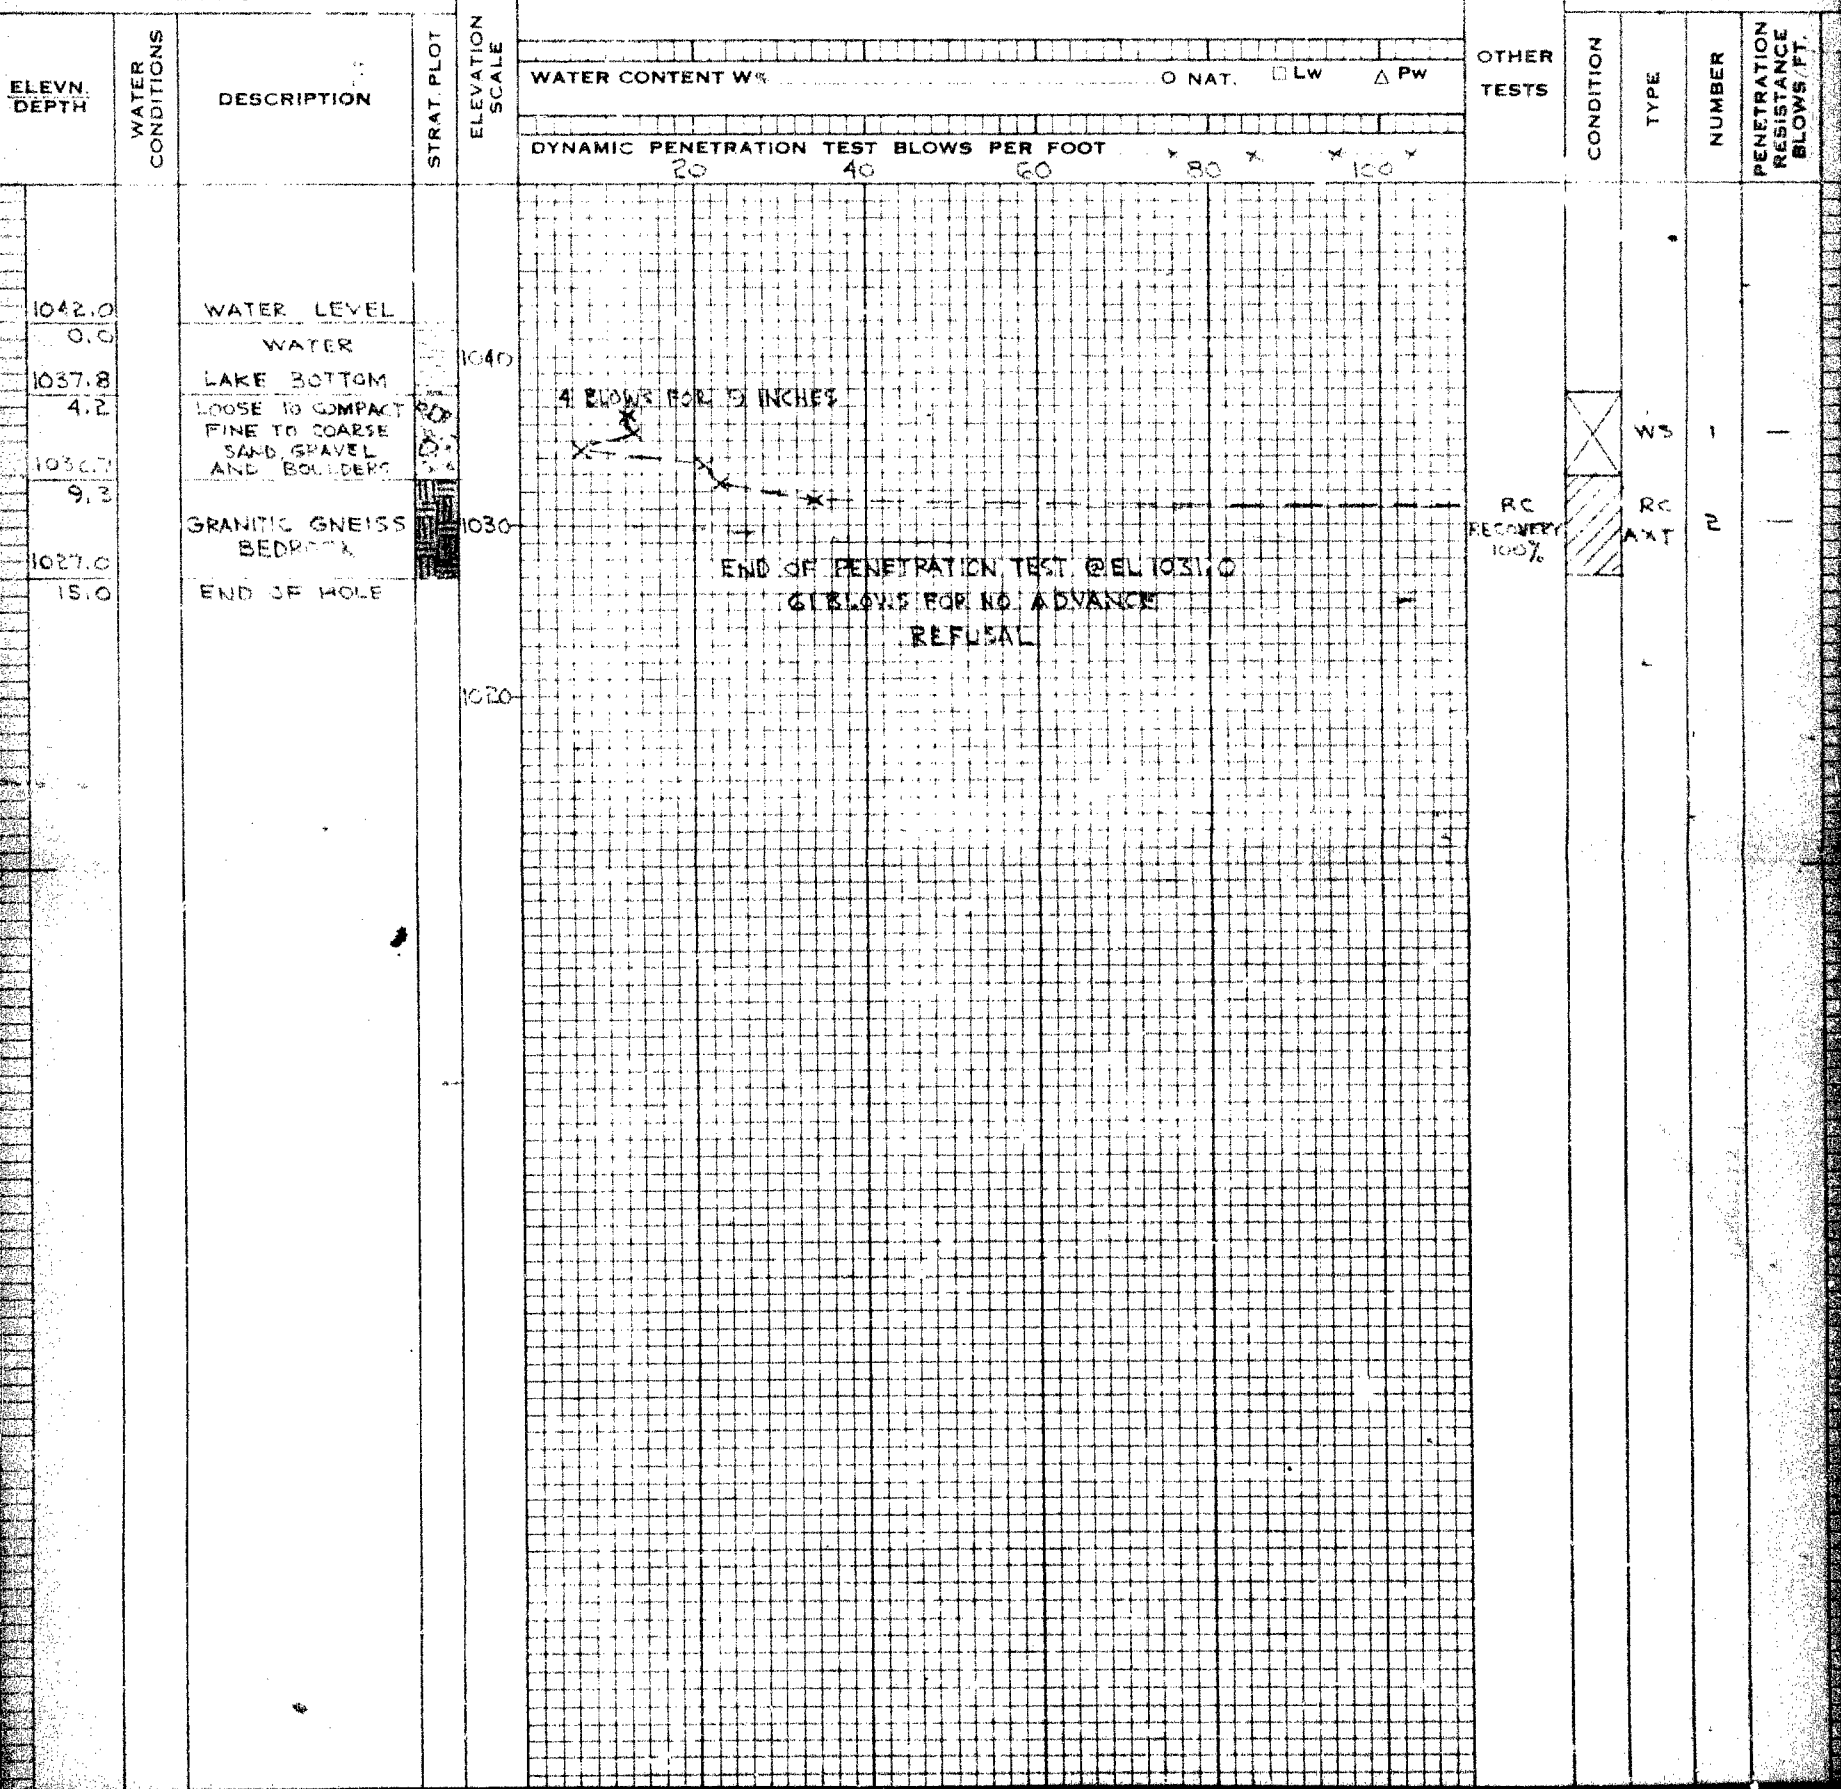 ELEVN.
DEPTH
WATER
CONDITIONS
DESCRIPTION
STRAT. PLOT
ELEVATION
SCALE
WATER CONTENT W% O NAT. □ Lw △ Pw
DYNAMIC PENETRATION TEST BLOWS PER FOOT x x x x
20 40 60 80 100
OTHER
TESTS
CONDITION
TYPE
NUMBER
PENETRATION
RESISTANCE
BLOWS/FT.
1042.0 WATER LEVEL
0.0 WATER
1040
1037.8 LAKE BOTTOM
4.2 LOOSE TO COMPACT
FINE TO COARSE
SAND, GRAVEL
AND BOULDERS
4 BLOWS FOR INCHES
WS 1 —
9.3
GRANITIC GNEISS
BEDROCK
1030
RC
RECOVERY
100%
RC
AXT
2 —
1027.0
15.0 END OF HOLE
END OF PENETRATION TEST @ EL 1031.0
61 BLOWS FOR NO ADVANCE
REFUSAL
1020